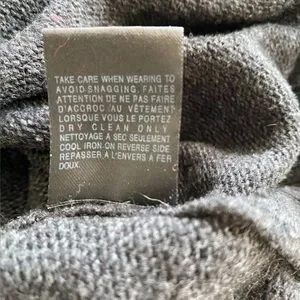 TAKE CARE WHEN WEARING TO
AVOID SNAGGING. FAITES
ATTENTION DE NE PAS FAIRE
D'ACCROC AU VÊTEMENT
LORSQUE VOUS LE PORTEZ
DRY CLEAN ONLY
NETTOYAGE A SEC SEULEMENT
COOL IRON ON REVERSE SIDE
REPASSER A L'ENVERS A FER
DOUX.